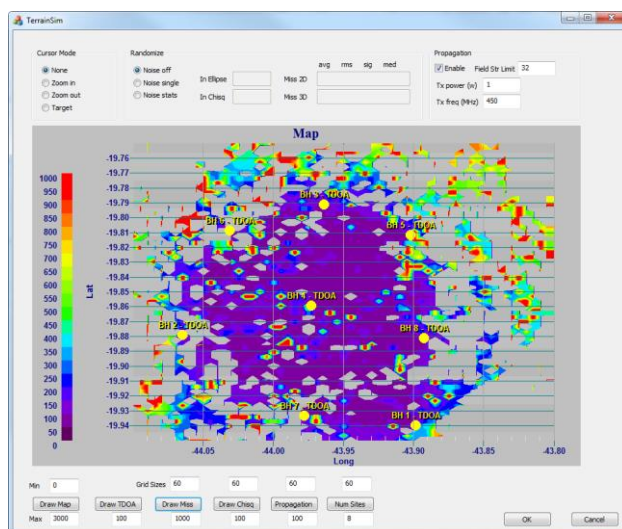 TerrainSim
Cursor Mode
None
Zoom in
Zoom out
Target
Randomize
Noise off
Noise single
Noise stats
In Ellipse
In Chisq
avg rms sig med
Miss 2D
Miss 3D
Propagation
Enable Field Str Limit 32
Tx power (w) 1
Tx freq (MHz) 450
Map
1000
950
900
850
800
750
700
650
600
550
500
450
400
350
300
250
200
150
100
50
0
Lat
-19.76
-19.77
-19.78
-19.79
-19.80
-19.81
-19.82
-19.83
-19.84
-19.85
-19.86
-19.87
-19.88
-19.89
-19.90
-19.91
-19.92
-19.93
-19.94
BH 3 - TDOA
BH 6 - TDOA
BH 5 - TDOA
BH 4 - TDOA
BH 2 - TDOA
BH 8 - TDOA
BH 7 - TDOA
BH 1 - TDOA
-44.05 -44.00 -43.95 -43.90 -43.85 -43.80
Long
Min 0 Grid Sizes 60 60 60 60
Draw Map Draw TDOA Draw Miss Draw Chisq Propagation Num Sites
Max 3000 100 1000 100 100 8
OK Cancel